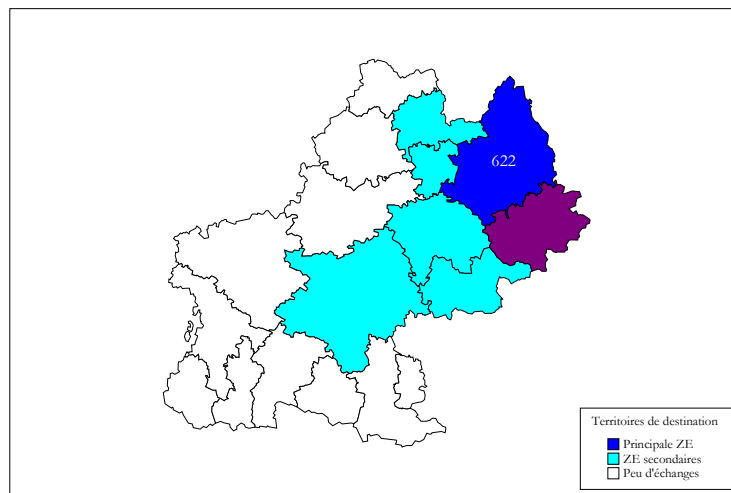 622
Territoires de destination
Principale ZE
ZE secondaires
Peu d'échanges